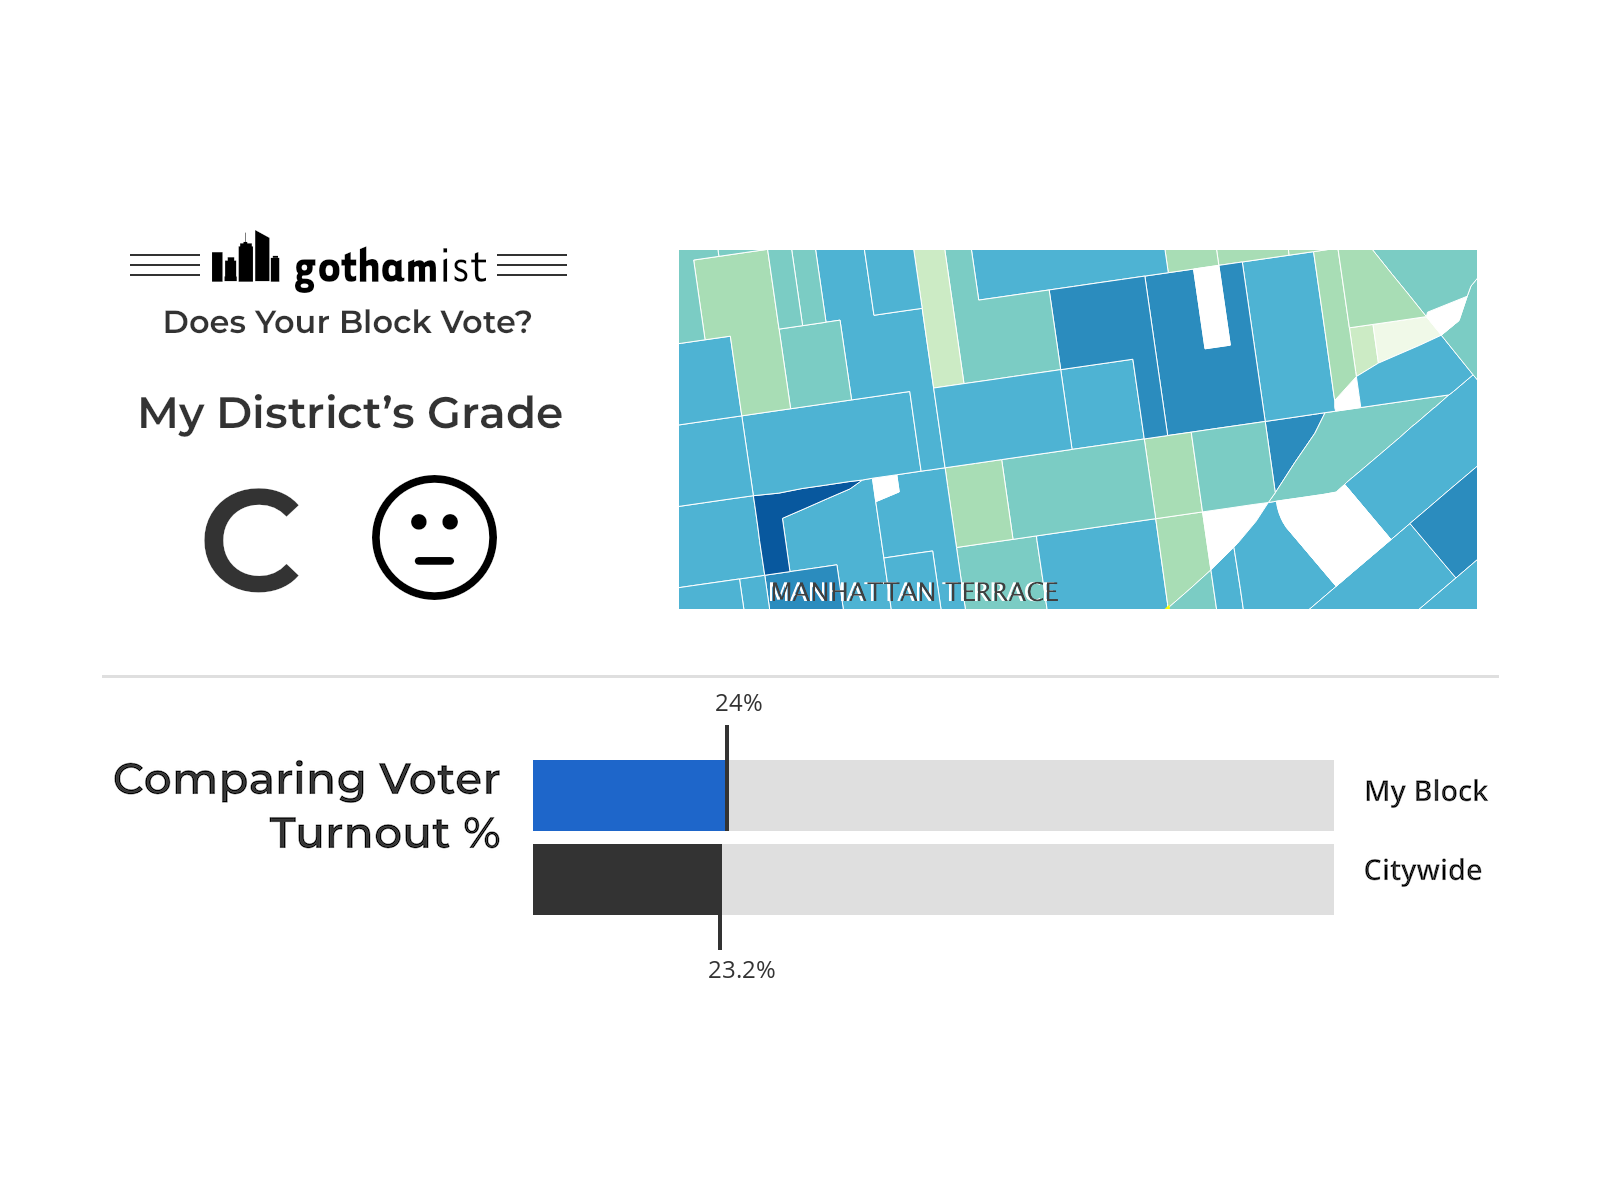 gothamist
Does Your Block Vote?
My District’s Grade
C
MANHATTAN TERRACE
24%
Comparing Voter
Turnout %
My Block
Citywide
23.2%